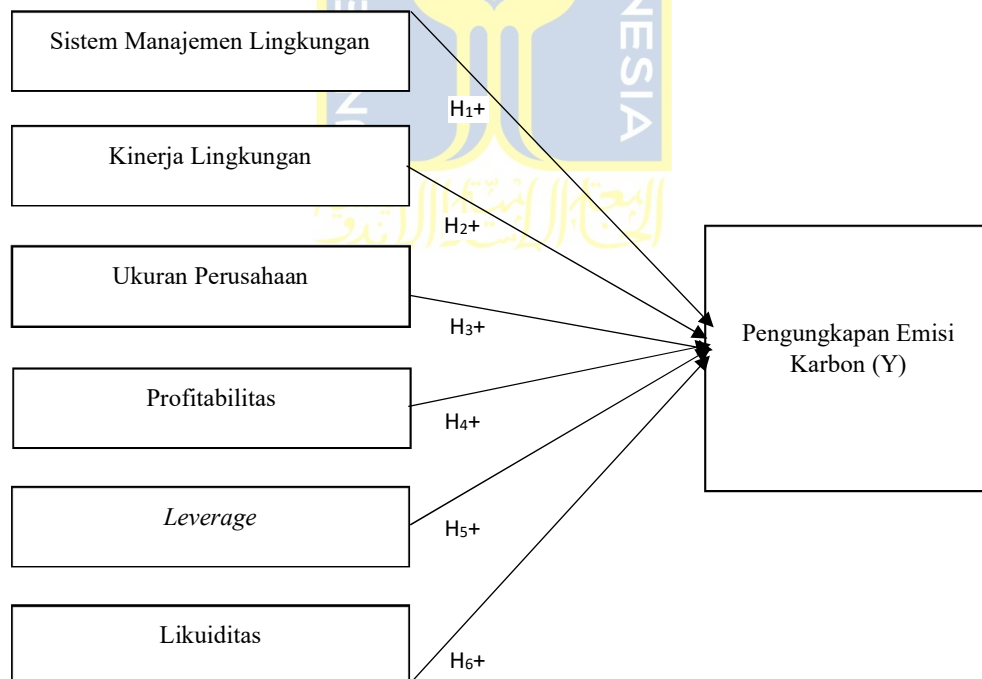 Sistem Manajemen Lingkungan
H1+
Kinerja Lingkungan
H2+
Ukuran Perusahaan
H3+
Profitabilitas
H4+
Leverage
H5+
Likuiditas
H6+
Pengungkapan Emisi
Karbon (Y)
NESIA